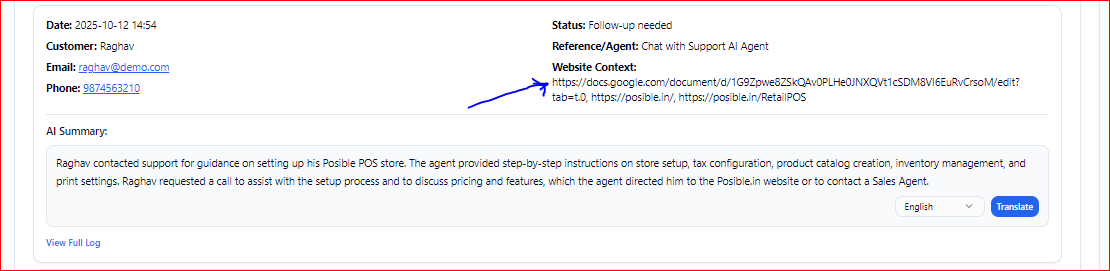 Date: 2025-10-12 14:54
Status: Follow-up needed
Customer: Raghav
Reference/Agent: Chat with Support AI Agent
Email: raghav@demo.com
Website Context:
Phone: 9874563210
https://docs.google.com/document/d/1G9Zpwe8ZSkQAv0PLHe0JNXQVt1cSDM8Vl6EuRvCrsoM/edit?
tab=t.0, https://posible.in/, https://posible.in/RetailPOS
AI Summary:
Raghav contacted support for guidance on setting up his Posible POS store. The agent provided step-by-step instructions on store setup, tax configuration, product catalog creation, inventory management, and
print settings. Raghav requested a call to assist with the setup process and to discuss pricing and features, which the agent directed him to the Posible.in website or to contact a Sales Agent.
English
Translate
View Full Log